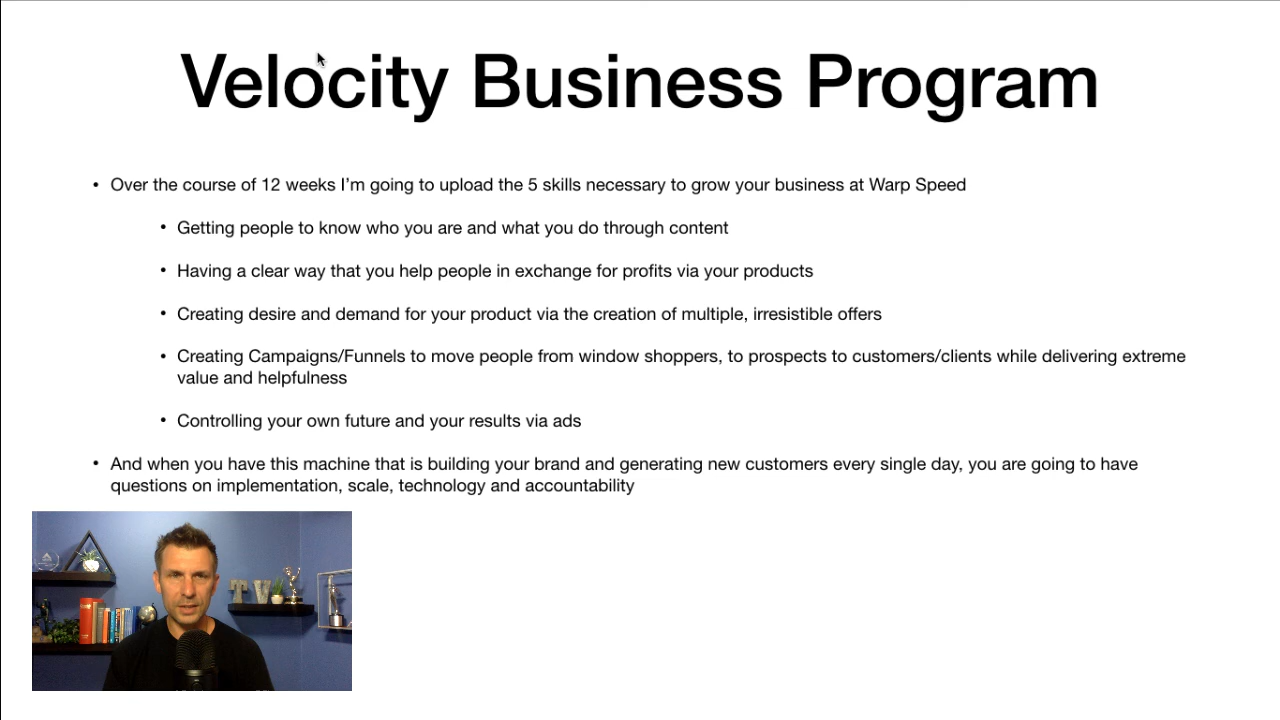 Velocity Business Program
• Over the course of 12 weeks I’m going to upload the 5 skills necessary to grow your business at Warp Speed
• Getting people to know who you are and what you do through content
• Having a clear way that you help people in exchange for profits via your products
• Creating desire and demand for your product via the creation of multiple, irresistible offers
• Creating Campaigns/Funnels to move people from window shoppers, to prospects to customers/clients while delivering extreme
value and helpfulness
• Controlling your own future and your results via ads
• And when you have this machine that is building your brand and generating new customers every single day, you are going to have
questions on implementation, scale, technology and accountability
T V